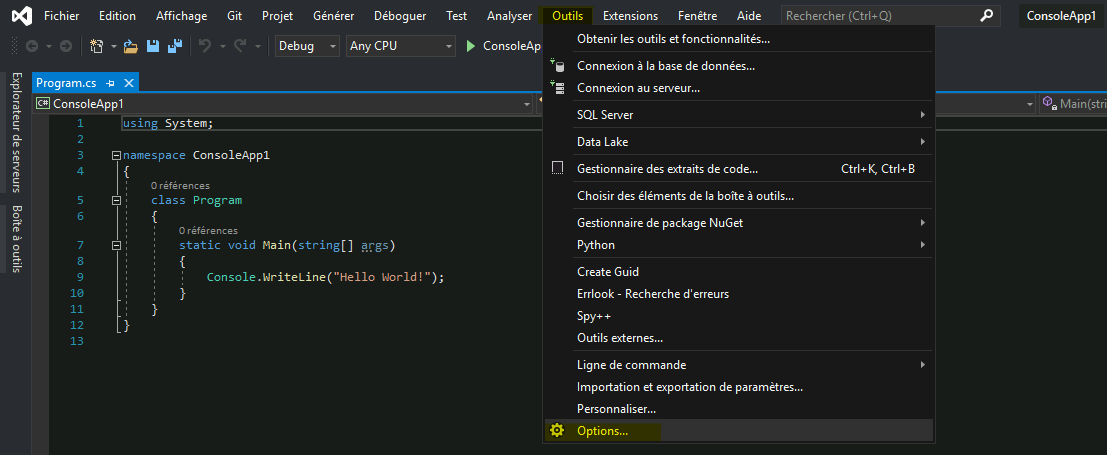 Fichier Edition Affichage Git Projet Générer Déboguer Test Analyser Outils Extensions Fenêtre Aide Rechercher (Ctrl+Q) ConsoleApp1
Debug Any CPU ConsoleAp
Explorateur de serveurs
Boîte à outils
Program.cs
C# ConsoleApp1
Main(stri
1 using System;
2
3 namespace ConsoleApp1
4 {
0 références
5 class Program
6 {
0 références
7 static void Main(string[] args)
8 {
9 Console.WriteLine("Hello World!");
10 }
11 }
12 }
13
Obtenir les outils et fonctionnalités...
Connexion à la base de données...
Connexion au serveur...
SQL Server
Data Lake
Gestionnaire des extraits de code... Ctrl+K, Ctrl+B
Choisir des éléments de la boîte à outils...
Gestionnaire de package NuGet
Python
Create Guid
Errlook - Recherche d'erreurs
Spy++
Outils externes...
Ligne de commande
Importation et exportation de paramètres...
Personnaliser...
Options...